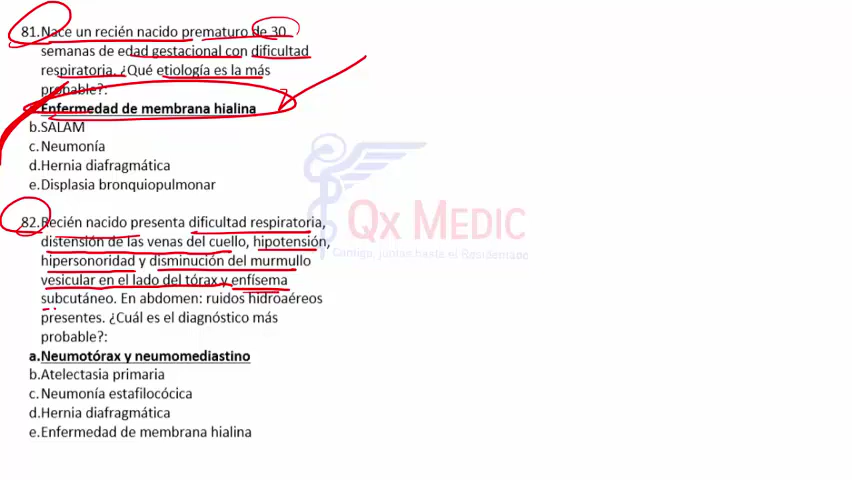 81.Nace un recién nacido prematuro de 30
semanas de edad gestacional con dificultad
respiratoria. ¿Qué etiología es la más
probable?:
Enfermedad de membrana hialina
b.SALAM
c.Neumonía
d.Hernia diafragmática
e.Displasia bronquiopulmonar
82.Recién nacido presenta dificultad respiratoria,
distensión de las venas del cuello, hipotensión,
hipersonoridad y disminución del murmullo
vesicular en el lado del tórax y enfísema
subcutáneo. En abdomen: ruidos hidroaéreos
presentes. ¿Cuál es el diagnóstico más
probable?:
a.Neumotórax y neumomediastino
b.Atelectasia primaria
c.Neumonía estafilocócica
d.Hernia diafragmática
e.Enfermedad de membrana hialina
Qx MEDIC
Contigo, juntos hasta el Residentado